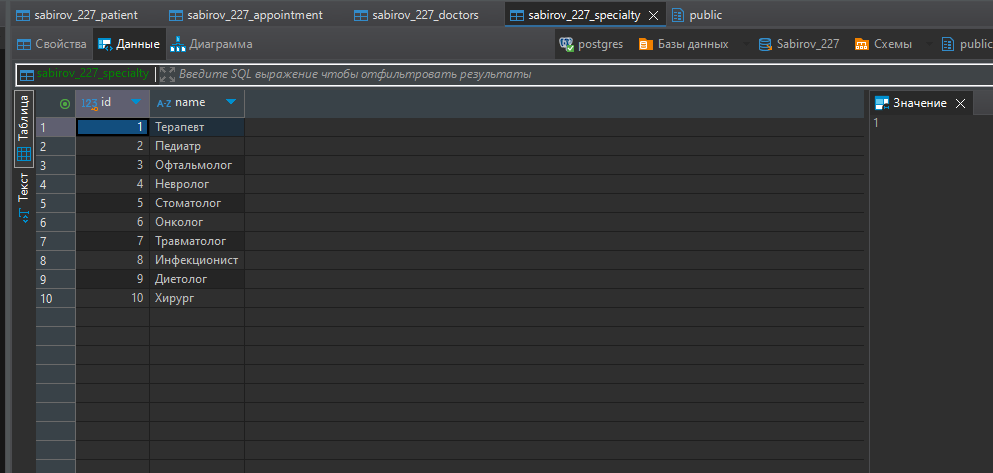 sabirov_227_patient sabirov_227_appointment sabirov_227_doctors sabirov_227_specialty public
Свойства Данные Диаграмма postgres Базы данных Sabirov_227 Схемы public
sabirov_227_specialty Введите SQL выражение чтобы отфильтровать результаты
Таблица
Текст
123 id A-Z name
1 1 Терапевт
2 2 Педиатр
3 3 Офтальмолог
4 4 Невролог
5 5 Стоматолог
6 6 Онколог
7 7 Травматолог
8 8 Инфекционист
9 9 Диетолог
10 10 Хирург
Значение
1